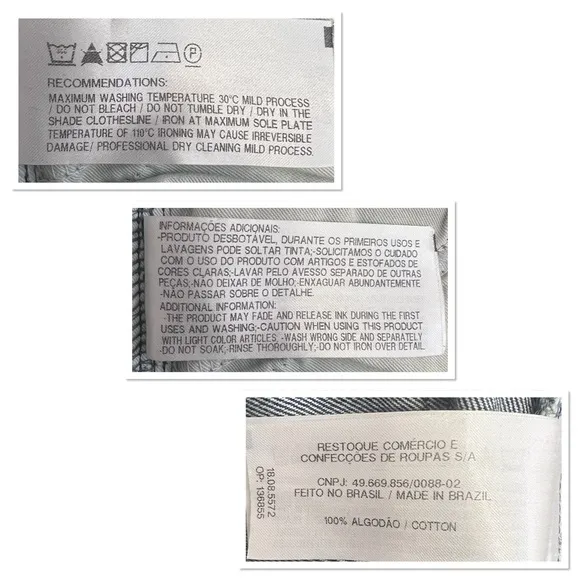 RECOMMENDATIONS:
MAXIMUM WASHING TEMPERATURE 30°C MILD PROCESS
/ DO NOT BLEACH / DO NOT TUMBLE DRY / DRY IN THE
SHADE CLOTHESLINE / IRON AT MAXIMUM SOLE PLATE
TEMPERATURE OF 110°C IRONING MAY CAUSE IRREVERSIBLE
DAMAGE/ PROFESSIONAL DRY CLEANING MILD PROCESS.
INFORMAÇÕES ADICIONAIS:
-PRODUTO DESBOTÁVEL, DURANTE OS PRIMEIROS USOS E
LAVAGENS PODE SOLTAR TINTA;-SOLICITAMOS O CUIDADO
COM O USO DO PRODUTO COM ARTIGOS E ESTOFADOS DE
CORES CLARAS;-LAVAR PELO AVESSO SEPARADO DE OUTRAS
PEÇAS;-NÃO DEIXAR DE MOLHO;-ENXAGUAR ABUNDANTEMENTE
-NÃO PASSAR SOBRE O DETALHE.
ADDITIONAL INFORMATION:
-THE PRODUCT MAY FADE AND RELEASE INK DURING THE FIRST
USES AND WASHING;-CAUTION WHEN USING THIS PRODUCT
WITH LIGHT COLOR ARTICLES; -WASH WRONG SIDE AND SEPARATELY
-DO NOT SOAK;-RINSE THOROUGHLY;-DO NOT IRON OVER DETAIL.
RESTOQUE COMÉRCIO E
CONFECÇÕES DE ROUPAS S/A
CNPJ: 49.669.856/0088-02
FEITO NO BRASIL / MADE IN BRAZIL
100% ALGODÃO / COTTON
18.08.5572
OP: 136855